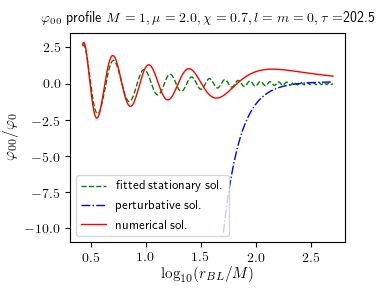 φ₀₀ profile M = 1, μ = 2.0, χ = 0.7, l = m = 0, τ =202.5
φ₀₀/φ₀
2.5
0.0
−2.5
−5.0
−7.5
−10.0
fitted stationary sol.
perturbative sol.
numerical sol.
0.5 1.0 1.5 2.0 2.5
log₁₀(r_BL/M)